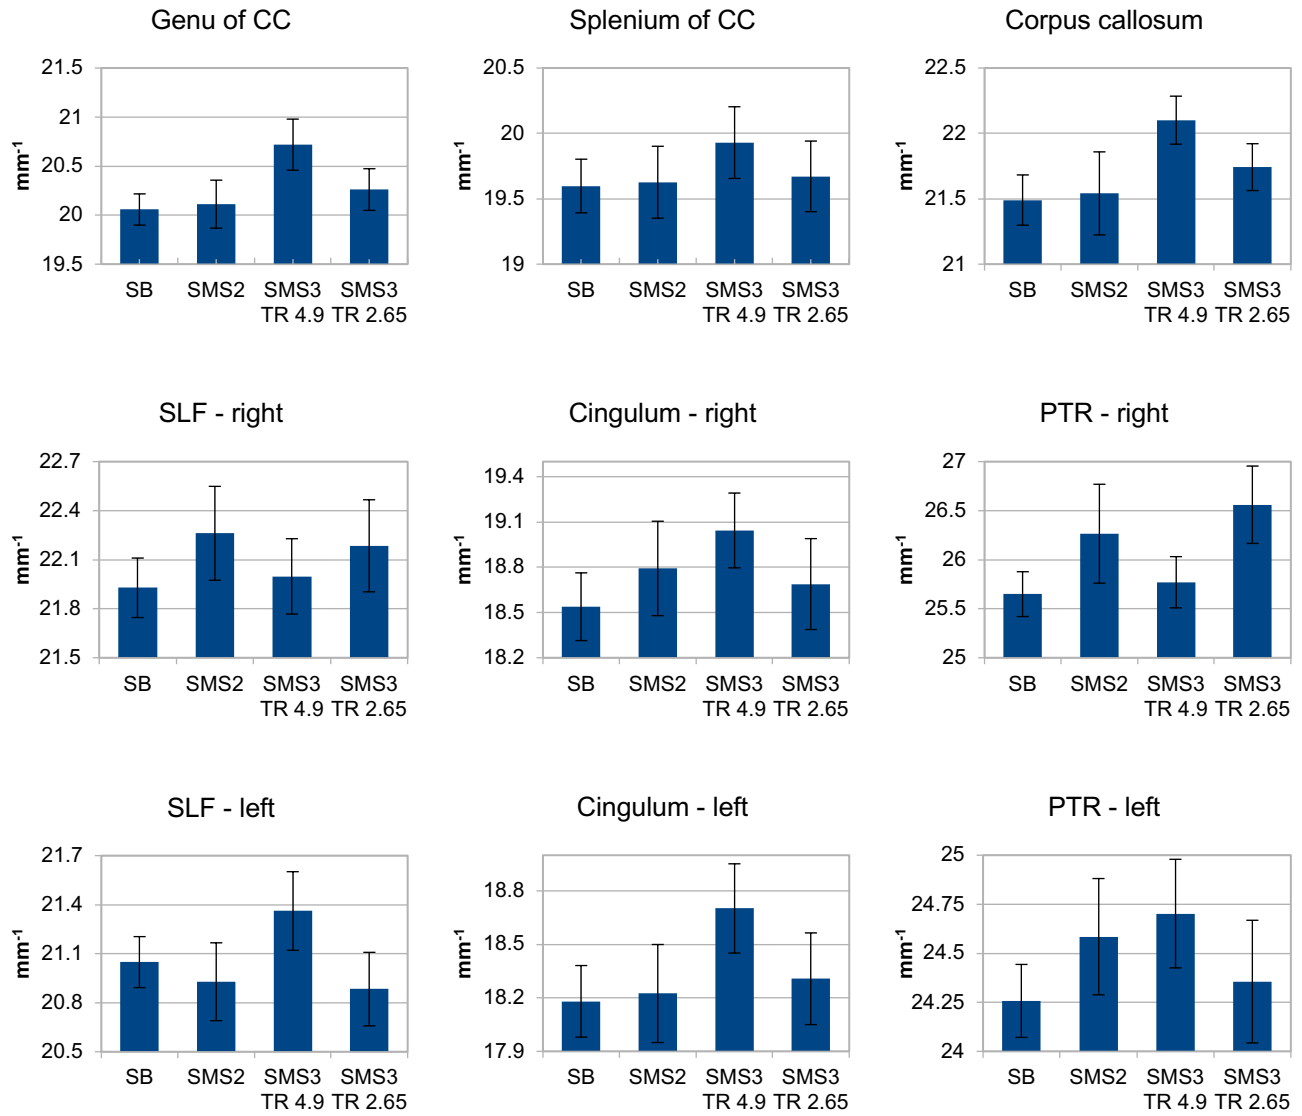 Genu of CC
21.5
21
20.5
20
19.5
mm-1
SB SMS2 SMS3 SMS3
TR 4.9 TR 2.65
Splenium of CC
20.5
20
19.5
19
SB SMS2 SMS3 SMS3
TR 4.9 TR 2.65
Corpus callosum
22.5
22
21.5
21
mm-1
SB SMS2 SMS3 SMS3
TR 4.9 TR 2.65
SLF - right
22.7
22.4
22.1
21.8
21.5
mm-1
SB SMS2 SMS3 SMS3
TR 4.9 TR 2.65
Cingulum - right
19.4
19.1
18.8
18.5
18.2
mm-1
SB SMS2 SMS3 SMS3
TR 4.9 TR 2.65
PTR - right
27
26.5
26
25.5
25
mm-1
SB SMS2 SMS3 SMS3
TR 4.9 TR 2.65
SLF - left
21.7
21.4
21.1
20.8
20.5
mm-1
SB SMS2 SMS3 SMS3
TR 4.9 TR 2.65
Cingulum - left
18.8
18.5
18.2
17.9
mm-1
SB SMS2 SMS3 SMS3
TR 4.9 TR 2.65
PTR - left
25
24.75
24.5
24.25
24
mm-1
SB SMS2 SMS3 SMS3
TR 4.9 TR 2.65